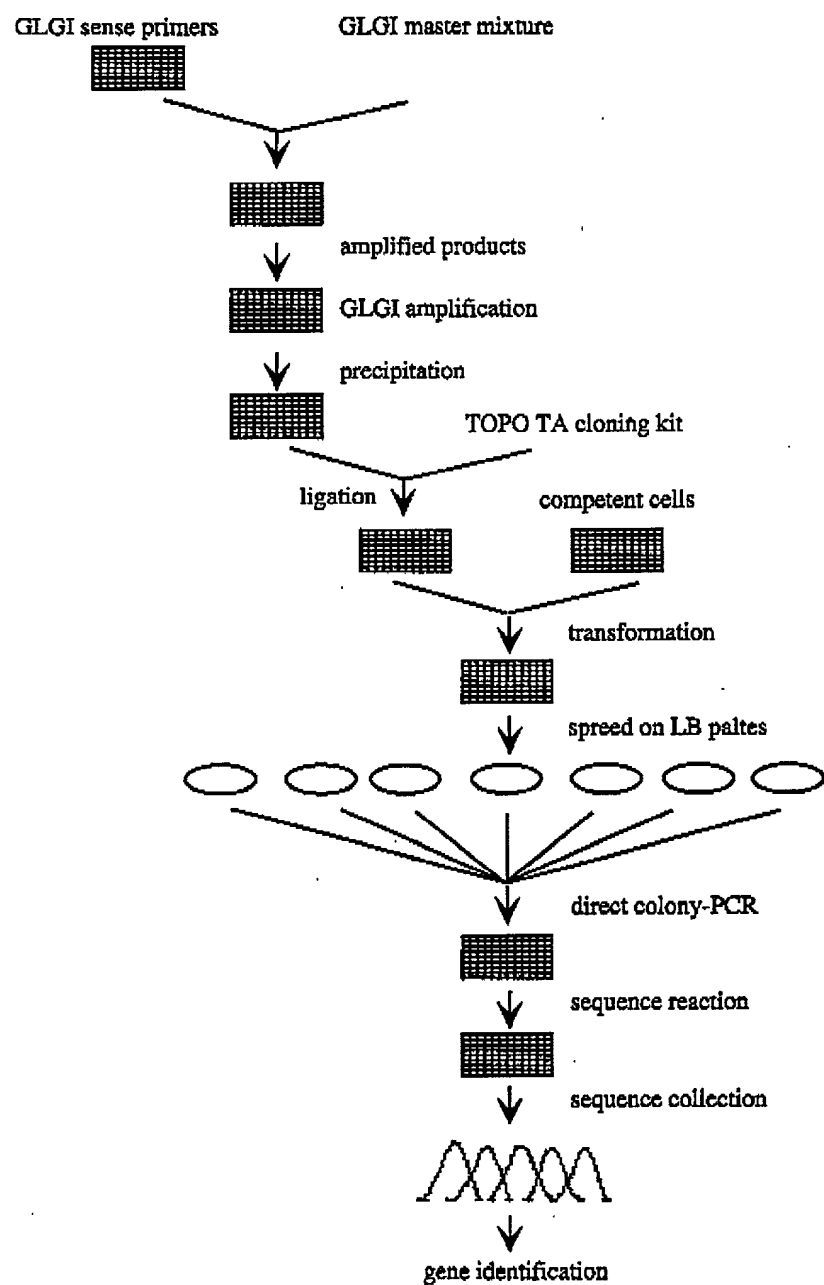 GLGI sense primers
GLGI master mixture
amplified products
GLGI amplification
precipitation
TOPO TA cloning kit
ligation
competent cells
transformation
spreed on LB paltes
direct colony-PCR
sequence reaction
sequence collection
gene identification